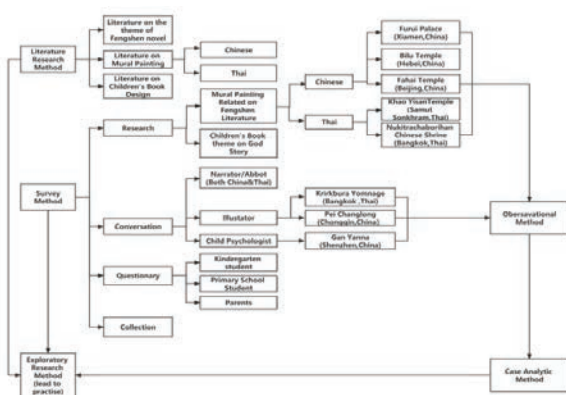 Literature on the
theme of
Fengshen novel
Literature
Research
Method
Literature on
Mural Painting
Chinese
Thai
Literature on
Children's Book
Design
Furui Palace
(Xiamen,China)
Bilu Temple
(Hebei,China)
Chinese
Fahai Temple
(Beijing,China)
Mural Painting
Related on
Fengshen
Literature
Research
Thai
Khao YisanTemple
(Samut
Sonkhram,Thai)
Children's Book
theme on God
Story
Nukitrachaborihan
Chinese Shrine
(Bangkok,Thai)
Survey
Method
Narrator/Abbot
(Both China&Thai)
Conversation
Illustator
Krirkbura Yomnage
(Bangkok ,Thai)
Pei Changlong
(Chongqin,China)
Obersavational
Method
Child Psychologist
Gan Yanna
(Shenzhen,China)
Kindergarten
student
Questionary
Primary School
Student
Parents
Collection
Exploratory
Research
Method
(lead to
practise)
Case Analytic
Method